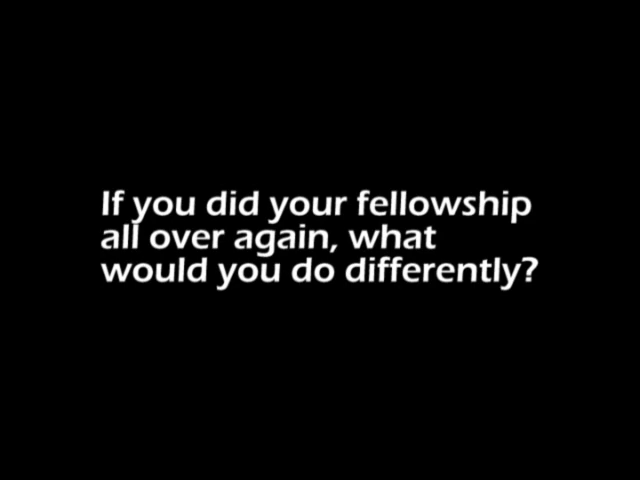 If you did your fellowship
all over again, what
would you do differently?